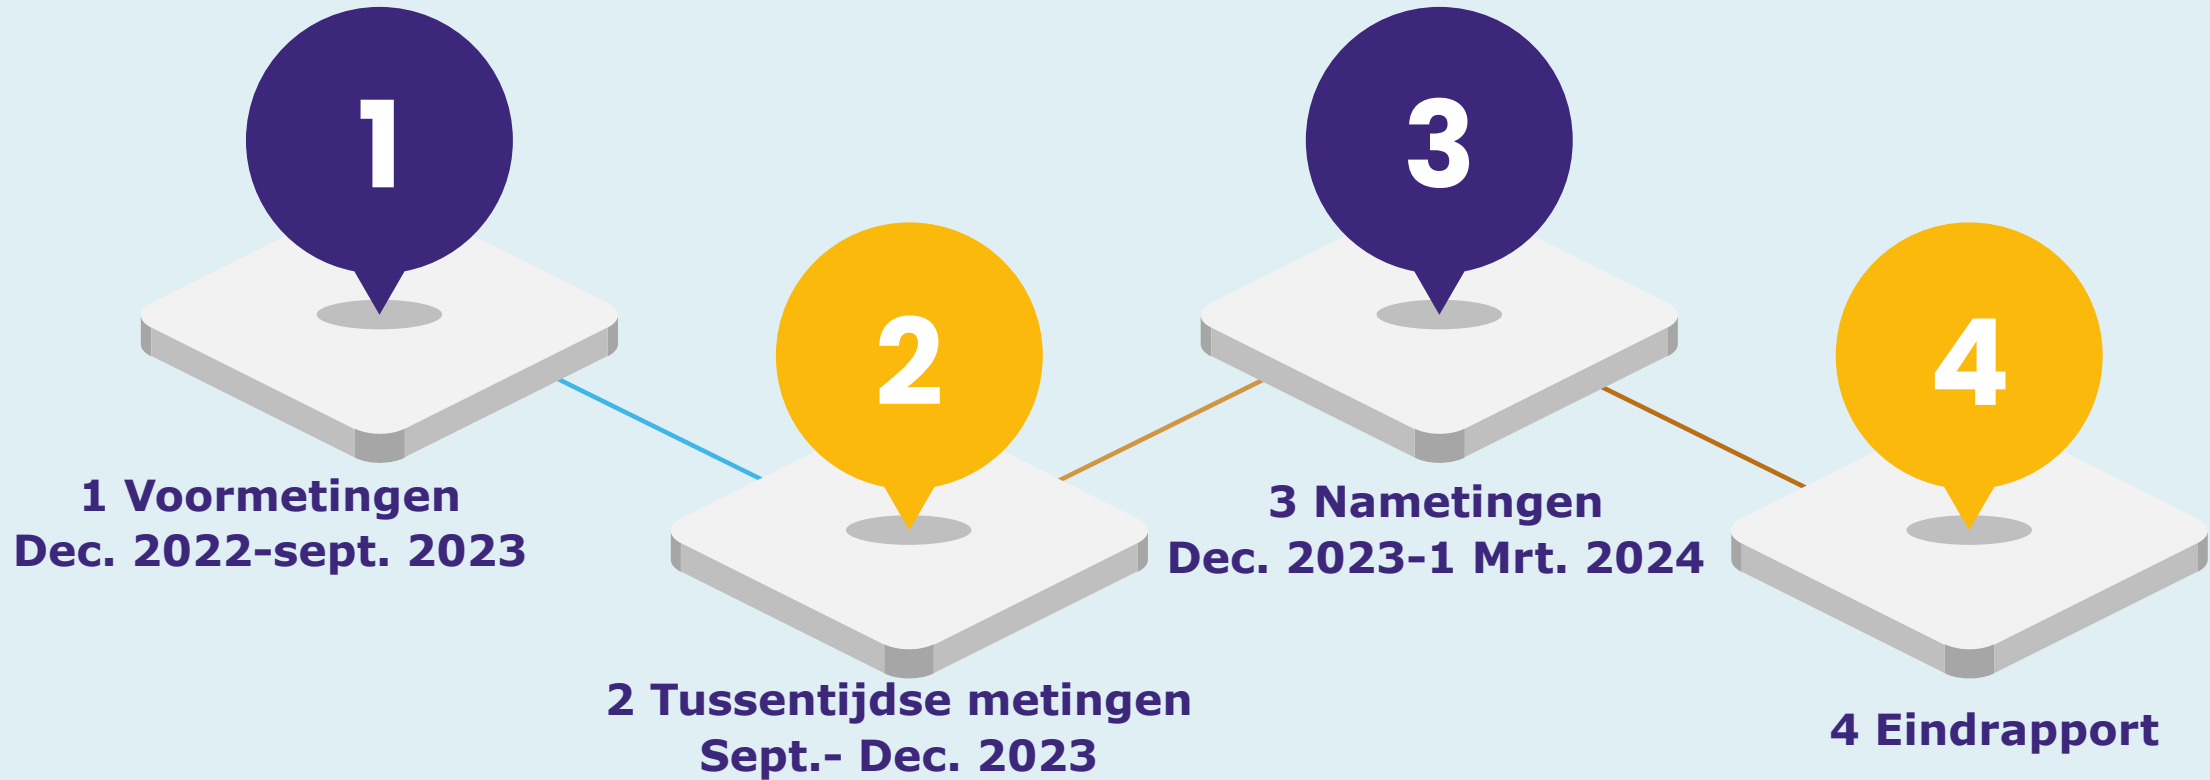 1
1 Voormetingen
Dec. 2022-sept. 2023
2
2 Tussentijdse metingen
Sept.- Dec. 2023
3
3 Nametingen
Dec. 2023-1 Mrt. 2024
4
4 Eindrapport